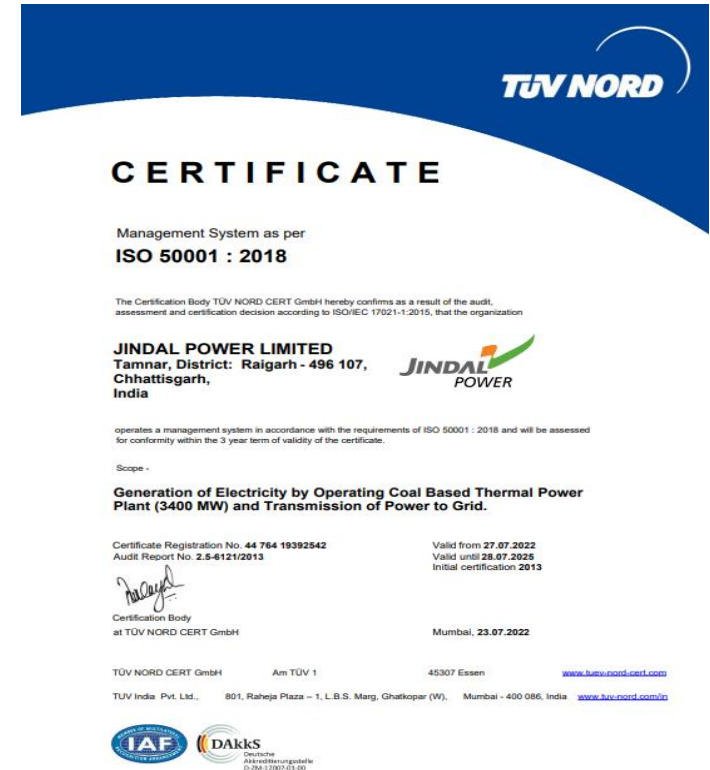 TÜV NORD
CERTIFICATE
Management System as per
ISO 50001 : 2018
The Certification Body TÜV NORD CERT GmbH hereby confirms as a result of the audit,
assessment and certification decision according to ISO/IEC 17021-1:2015, that the organization
JINDAL POWER LIMITED
Tamnar, District: Raigarh - 496 107,
Chhattisgarh,
India
JINDAL
POWER
operates a management system in accordance with the requirements of ISO 50001 : 2018 and will be assessed
for conformity within the 3 year term of validity of the certificate.
Scope -
Generation of Electricity by Operating Coal Based Thermal Power
Plant (3400 MW) and Transmission of Power to Grid.
Certificate Registration No. 44 764 19392542
Audit Report No. 2.5-6121/2013
Valid from 27.07.2022
Valid until 28.07.2025
Initial certification 2013
Certification Body
at TÜV NORD CERT GmbH
Mumbai, 23.07.2022
TÜV NORD CERT GmbH Am TÜV 1 45307 Essen www.tuev-nord-cert.com
TUV India Pvt. Ltd., 801, Raheja Plaza – 1, L.B.S. Marg, Ghatkopar (W), Mumbai - 400 086, India www.tuv-nord.com/in
MEMBER OF MULTILATERAL
RECOGNITION ARRANGEMENT
IAF
DAkkS
Deutsche
Akkreditierungsstelle
D-ZM-12007-01-00